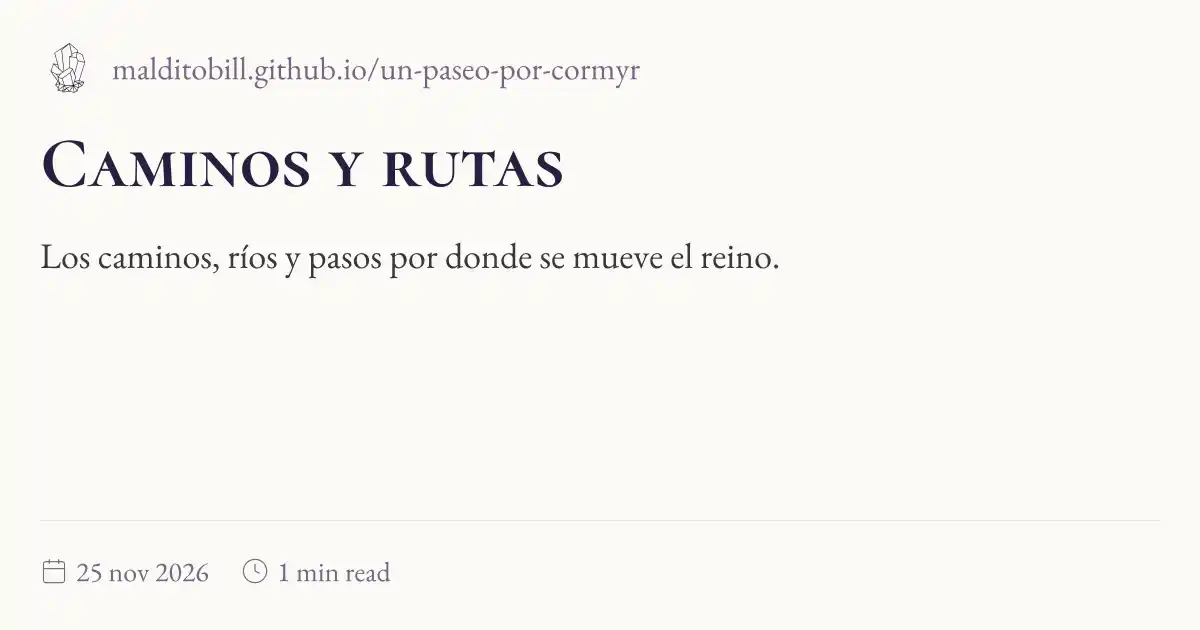 malditobill.github.io/un-paseo-por-cormyr
Caminos y rutas
Los caminos, ríos y pasos por donde se mueve el reino.
25 nov 2026 1 min read